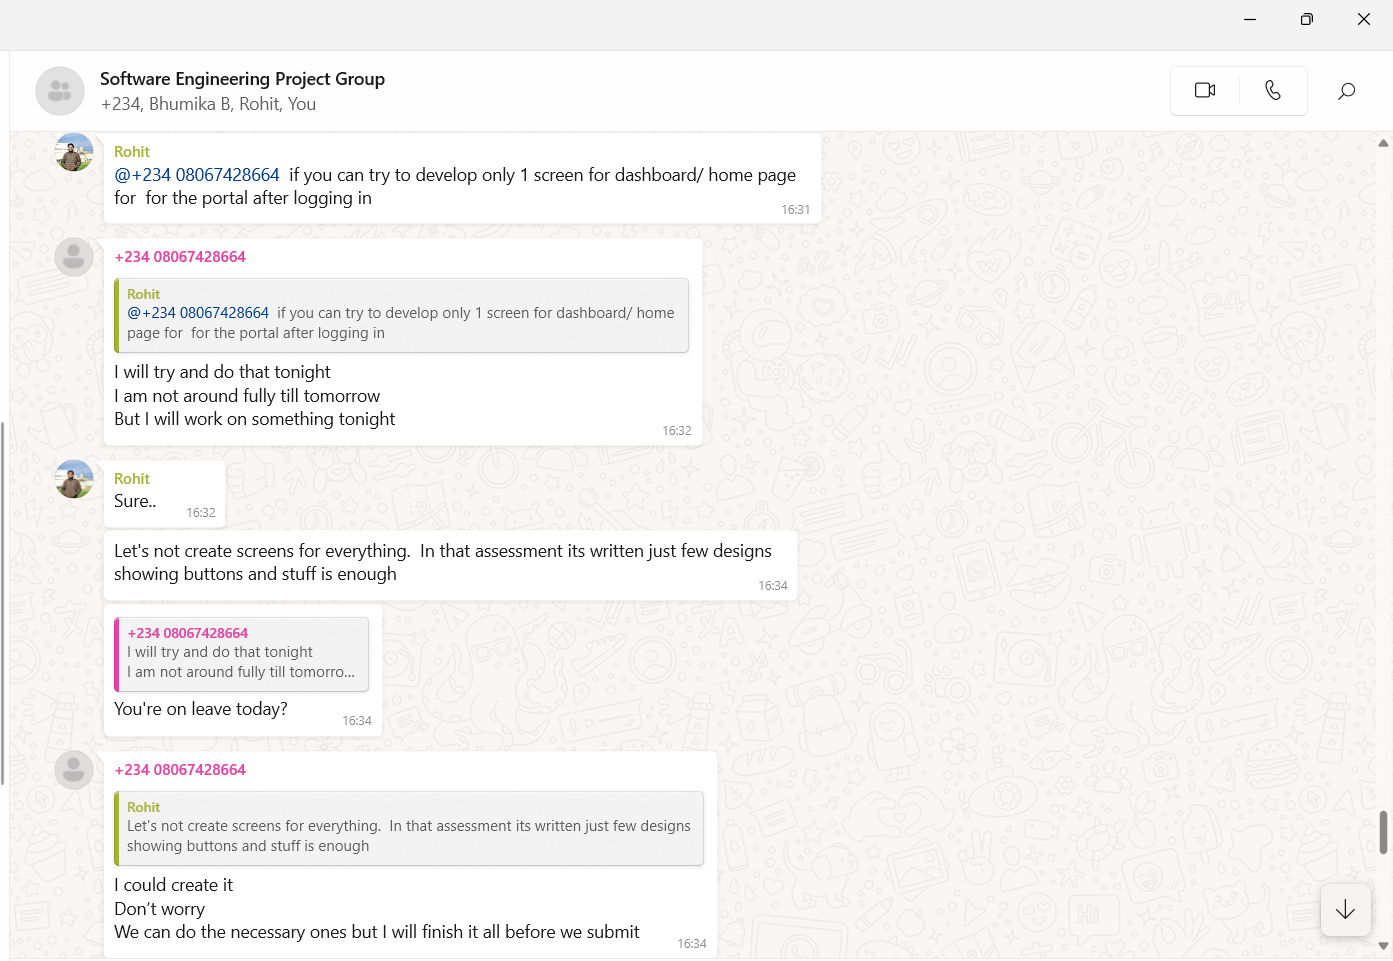 Software Engineering Project Group
+234, Bhumika B, Rohit, You
Rohit
@+234 08067428664  if you can try to develop only 1 screen for dashboard/ home page
for  for the portal after logging in
16:31
+234 08067428664
Rohit
@+234 08067428664  if you can try to develop only 1 screen for dashboard/ home
page for  for the portal after logging in
I will try and do that tonight
I am not around fully till tomorrow
But I will work on something tonight
16:32
Rohit
Sure..
16:32
Let's not create screens for everything.  In that assessment its written just few designs
showing buttons and stuff is enough
16:34
+234 08067428664
I will try and do that tonight
I am not around fully till tomorro...
You're on leave today?
16:34
+234 08067428664
Rohit
Let's not create screens for everything.  In that assessment its written just few designs
showing buttons and stuff is enough
I could create it
Don’t worry
We can do the necessary ones but I will finish it all before we submit
16:34